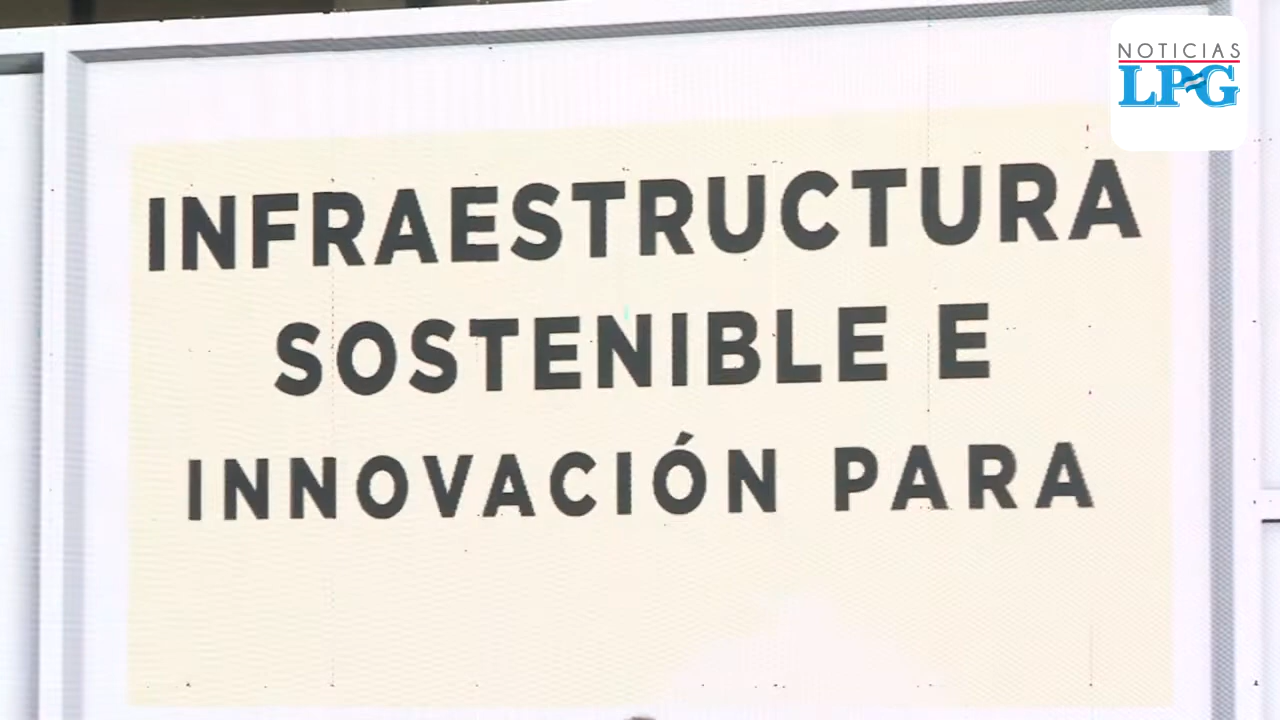 NOTICIAS
LPG
INFRAESTRUCTURA
SOSTENIBLE E
INNOVACIÓN PARA